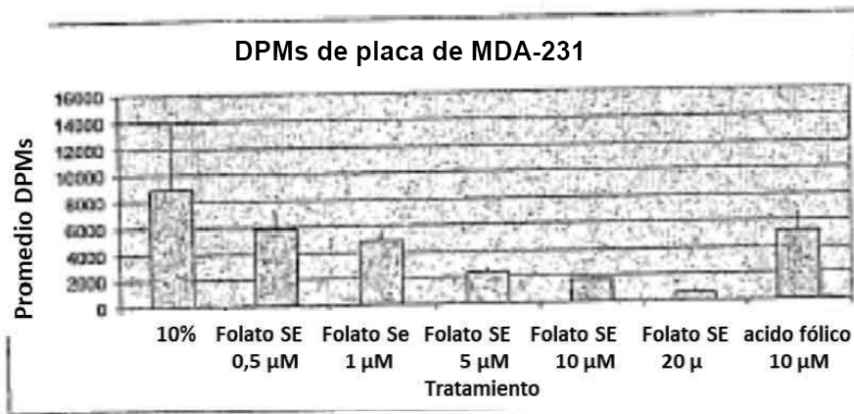 DPMs de placa de MDA-231
Promedio DPMs
16000
14000
12000
10000
8000
6000
4000
2000
0
10% Folato SE Folato Se Folato SE Folato SE Folato SE acido fólico
0,5 µM 1 µM 5 µM 10 µM 20 µ 10 µM
Tratamiento